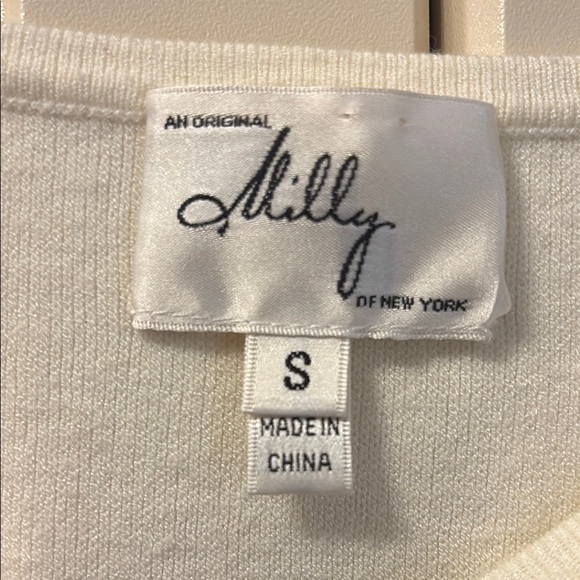 AN ORIGINAL
Milly
OF NEW YORK
S
MADE IN
CHINA